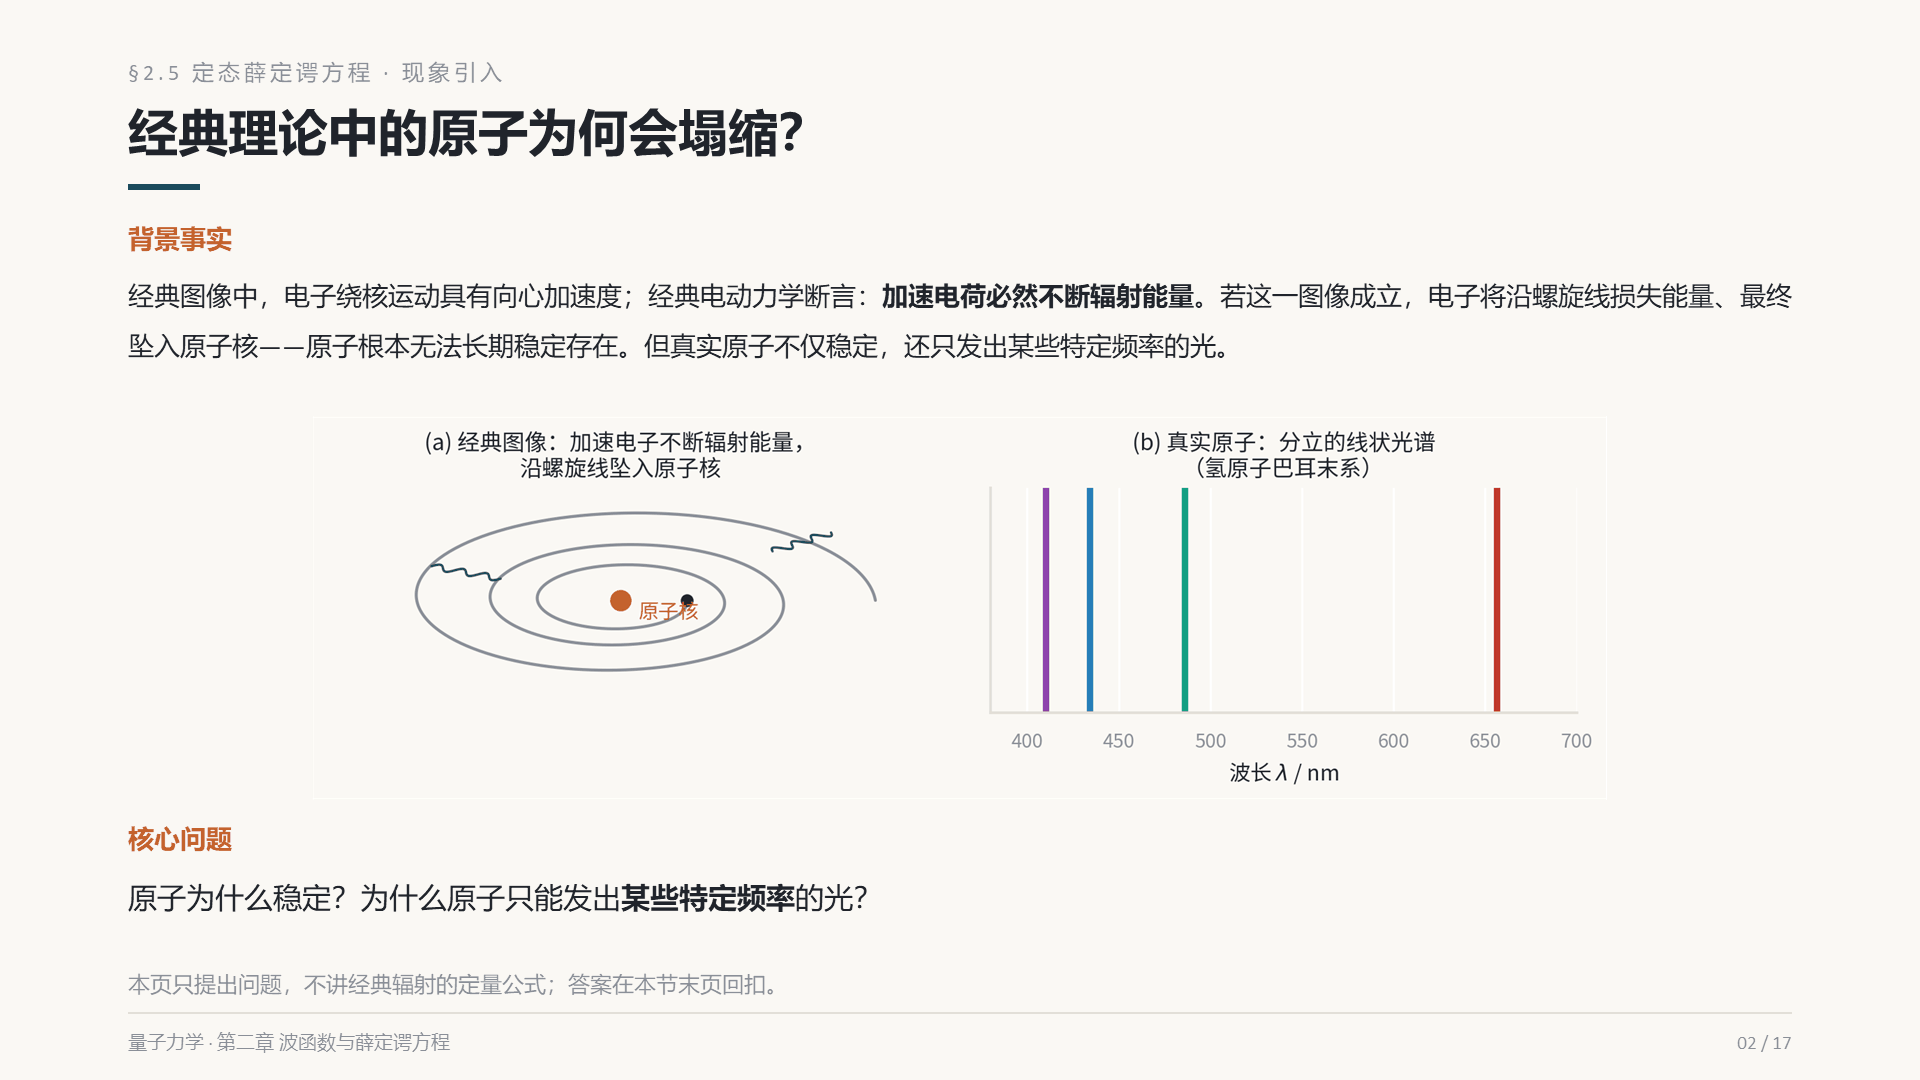 §2.5 定态薛定谔方程 · 现象引入
经典理论中的原子为何会塌缩?
背景事实
经典图像中，电子绕核运动具有向心加速度；经典电动力学断言：加速电荷必然不断辐射能量。若这一图像成立，电子将沿螺旋线损失能量、最终
坠入原子核——原子根本无法长期稳定存在。但真实原子不仅稳定，还只发出某些特定频率的光。
(a) 经典图像：加速电子不断辐射能量，
沿螺旋线坠入原子核
原子核
(b) 真实原子：分立的线状光谱
（氢原子巴耳末系）
400 450 500 550 600 650 700
波长 λ / nm
核心问题
原子为什么稳定？为什么原子只能发出某些特定频率的光？
本页只提出问题，不讲经典辐射的定量公式；答案在本节末页回扣。
量子力学 · 第二章 波函数与薛定谔方程
02 / 17